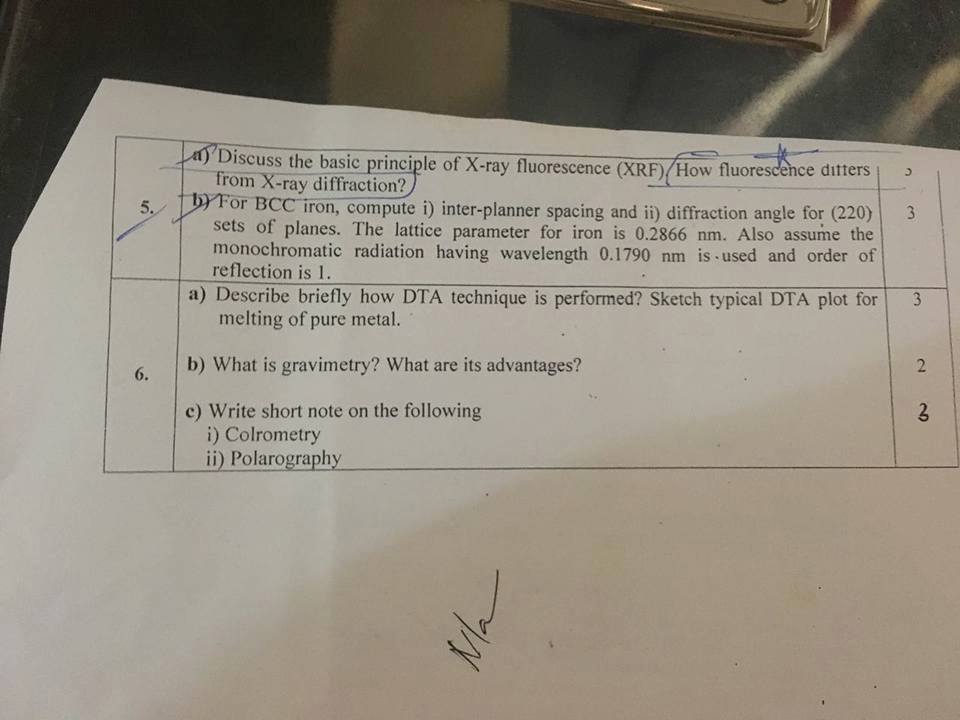 a) Discuss the basic principle of X-ray fluorescence (XRF). How fluorescence differs
from X-ray diffraction?
5.
b) For BCC iron, compute i) inter-planner spacing and ii) diffraction angle for (220) 3
sets of planes. The lattice parameter for iron is 0.2866 nm. Also assume the
monochromatic radiation having wavelength 0.1790 nm is used and order of
reflection is 1.
a) Describe briefly how DTA technique is performed? Sketch typical DTA plot for 3
melting of pure metal.
6.
b) What is gravimetry? What are its advantages? 2
c) Write short note on the following 3
i) Colrometry
ii) Polarography